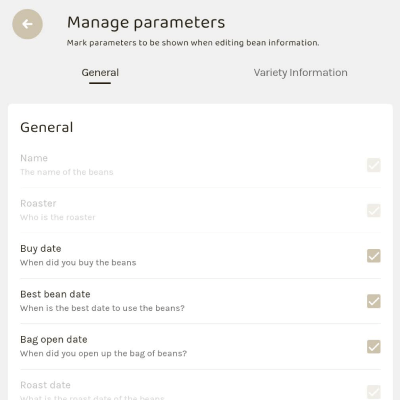 Manage parameters
Mark parameters to be shown when editing bean information.
General
Variety Information
General
Name
The name of the beans
Roaster
Who is the roaster
Buy date
When did you buy the beans
Best bean date
When is the best date to use the beans?
Bag open date
When did you open up the bag of beans?
Roast date
What is the roast date of the beans